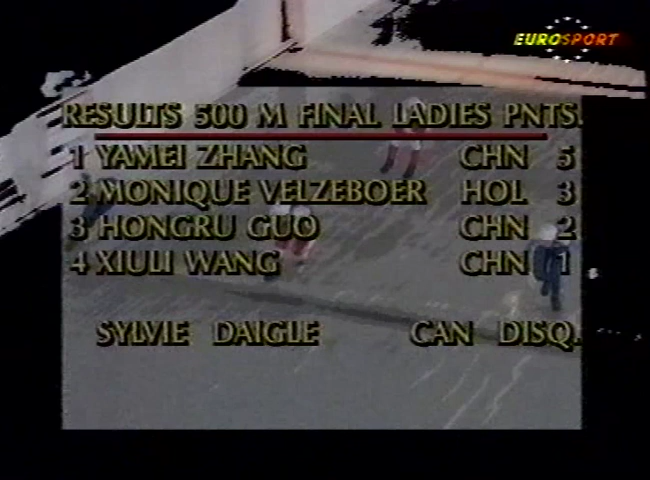 EUROSPORT
RESULTS 500 M FINAL LADIES PNTS.
1 YAMEI ZHANG CHN 5
2 MONIQUE VELZEBOER HOL 3
3 HONGRU GUO CHN 2
4 XIULI WANG CHN 1
SYLVIE DAIGLE CAN DISQ.